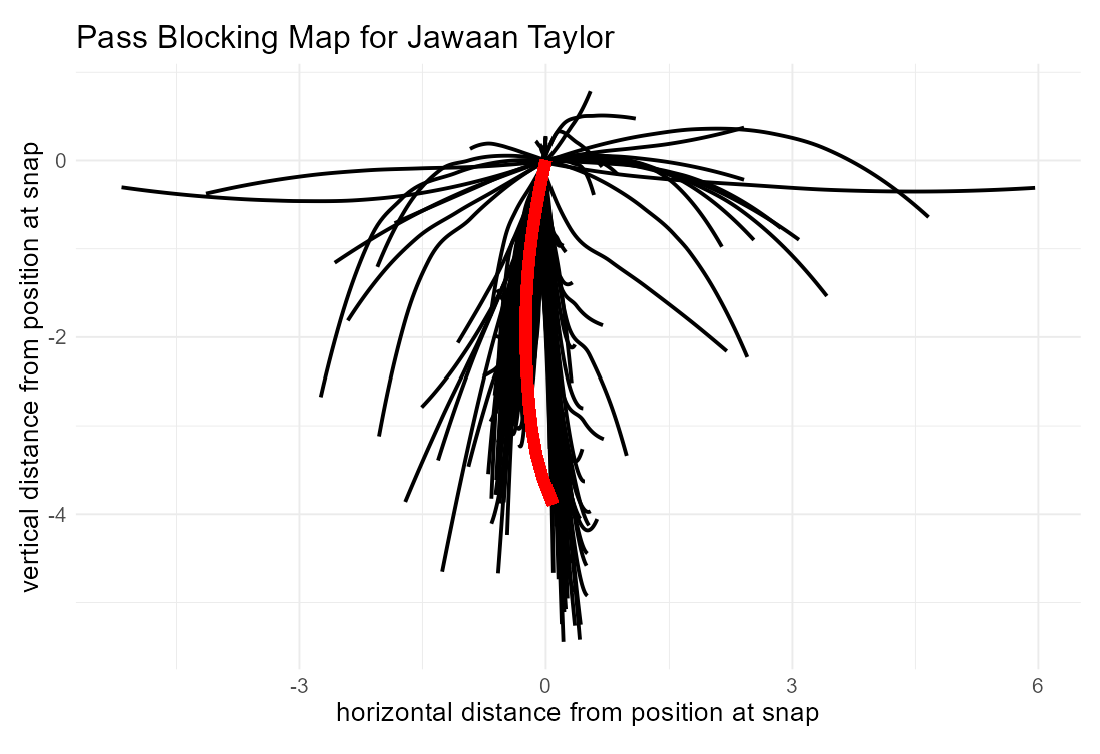 Pass Blocking Map for Jawaan Taylor
vertical distance from position at snap
0
-2
-4
-3
0
3
6
horizontal distance from position at snap